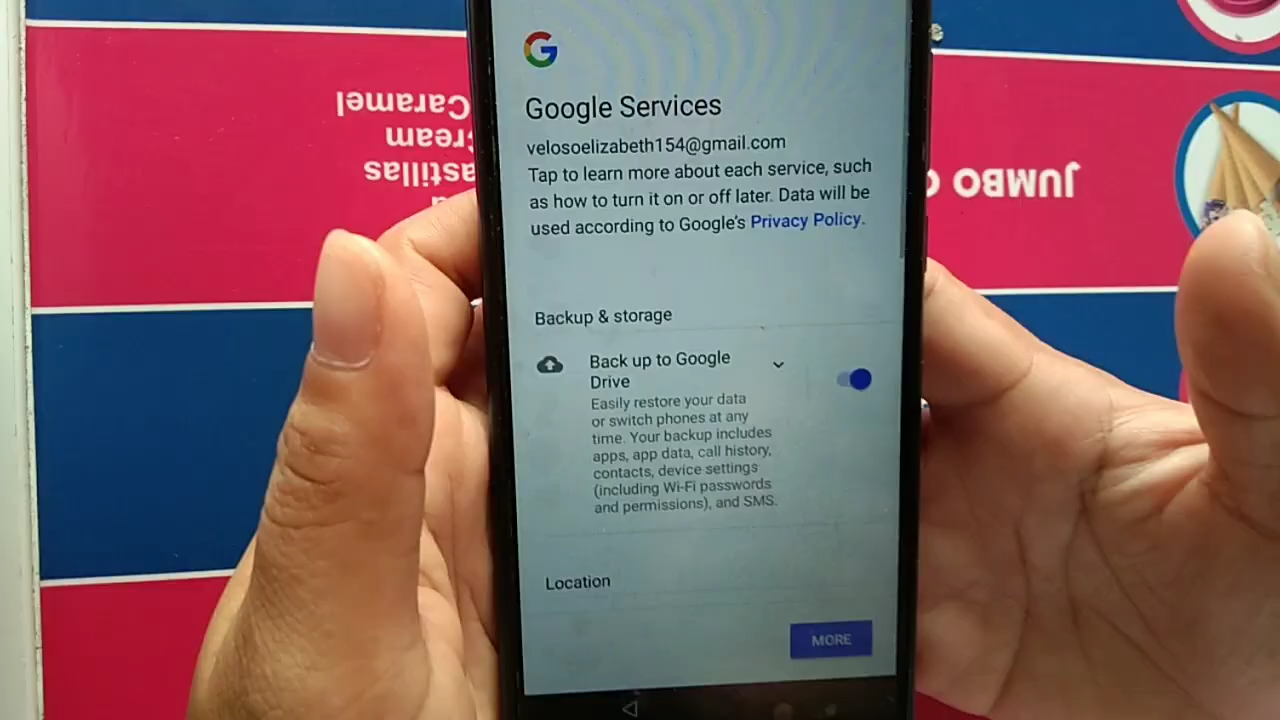 Google Services
velosoelizabeth154@gmail.com
Tap to learn more about each service, such
as how to turn it on or off later. Data will be
used according to Google's Privacy Policy.
Backup & storage
Back up to Google
Drive
Easily restore your data
or switch phones at any
time. Your backup includes
apps, app data, call history,
contacts, device settings
(including Wi-Fi passwords
and permissions), and SMS.
Location
MORE
Caramel
JUMBO